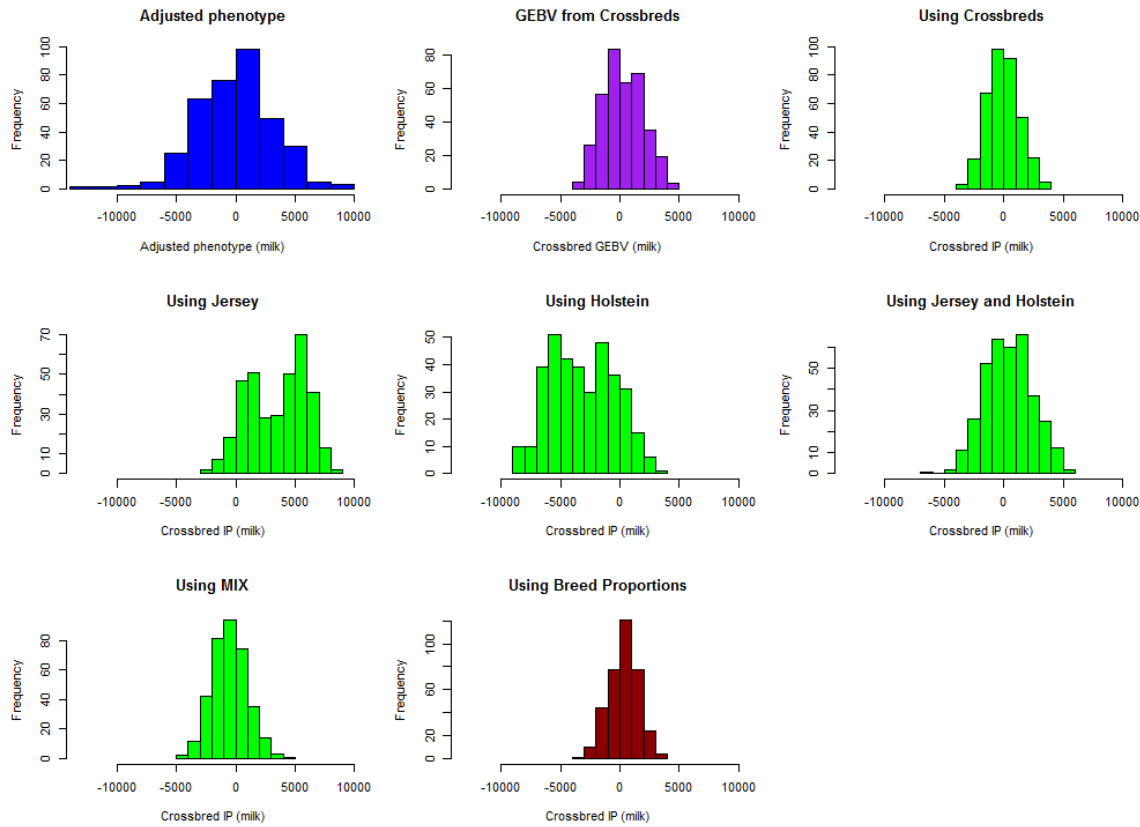 Adjusted phenotype
Frequency
0 20 40 60 80 100
-10000 -5000 0 5000 10000
Adjusted phenotype (milk)
GEBV from Crossbreds
Frequency
0 20 40 60 80
-10000 -5000 0 5000 10000
Crossbred GEBV (milk)
Using Crossbreds
Frequency
0 20 40 60 80 100
-10000 -5000 0 5000 10000
Crossbred IP (milk)
Using Jersey
Frequency
0 10 30 50 70
-10000 -5000 0 5000 10000
Crossbred IP (milk)
Using Holstein
Frequency
0 10 20 30 40 50
-10000 -5000 0 5000 10000
Crossbred IP (milk)
Using Jersey and Holstein
Frequency
0 10 30 50
-10000 -5000 0 5000 10000
Crossbred IP (milk)
Using MIX
Frequency
0 20 40 60 80
-10000 -5000 0 5000 10000
Crossbred IP (milk)
Using Breed Proportions
Frequency
0 20 60 100
-10000 -5000 0 5000 10000
Crossbred IP (milk)